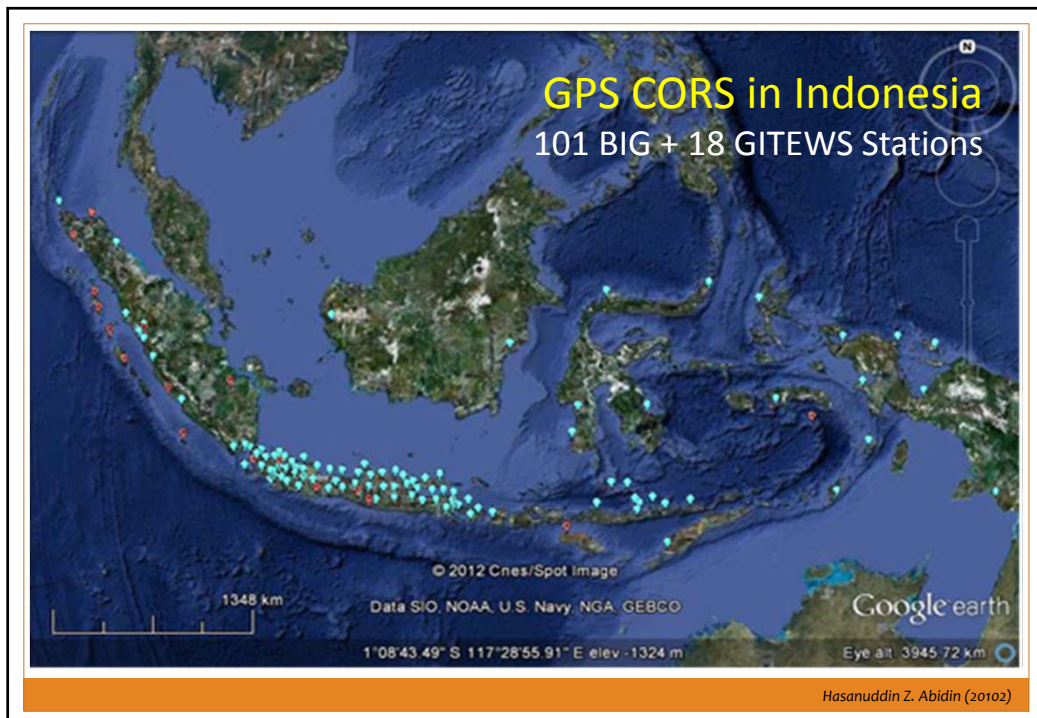 N
GPS CORS in Indonesia
101 BIG + 18 GITEWS Stations
© 2012 Cnes/Spot Image
1348 km
Data SIO, NOAA, U.S. Navy, NGA, GEBCO
Google earth
1°08'43.49" S 117°28'55.91" E elev -1324 m
Eye alt 3945.72 km
Hasanuddin Z. Abidin (20102)